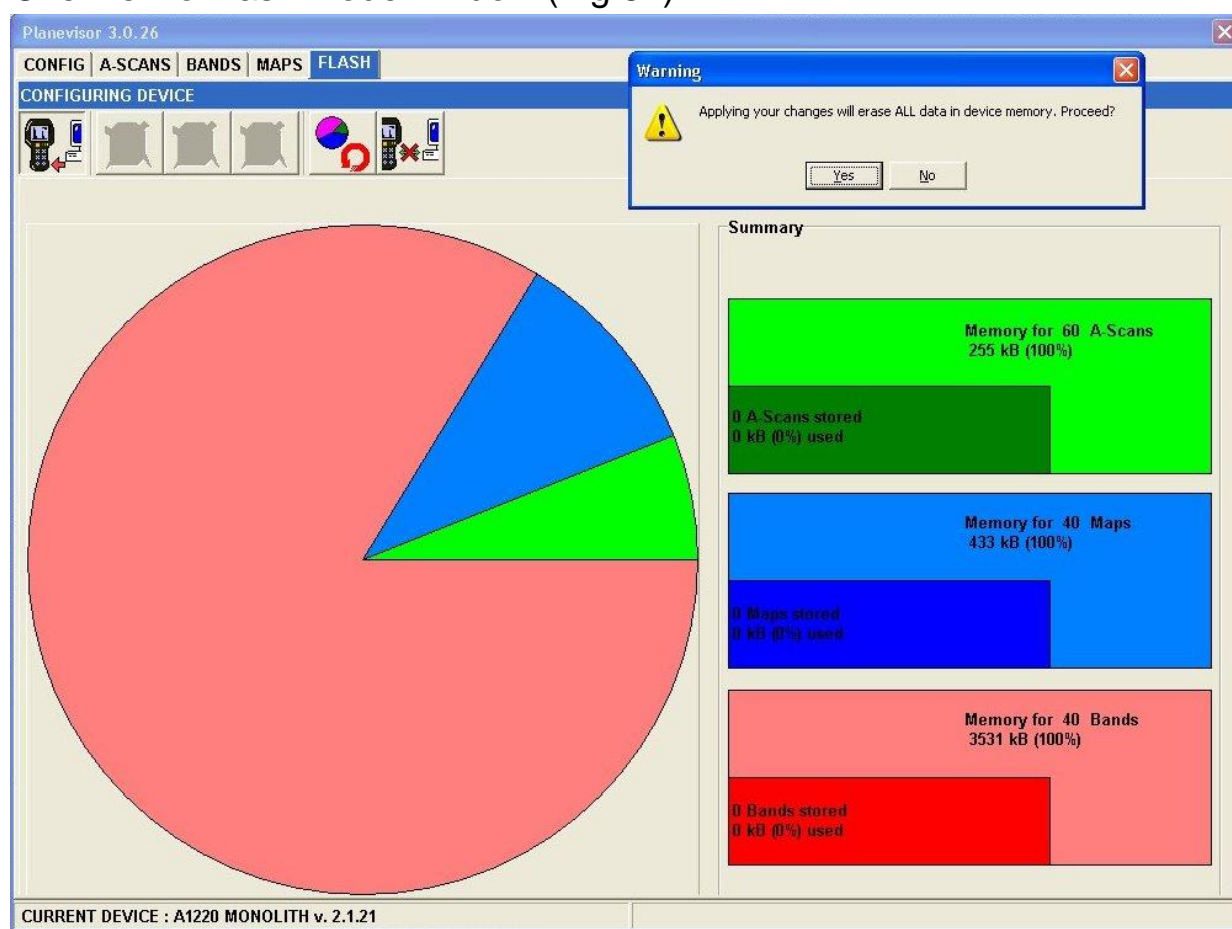 Planevisor 3.0.26
CONFIG A-SCANS BANDS MAPS FLASH
CONFIGURING DEVICE
Warning
Applying your changes will erase ALL data in device memory. Proceed?
Yes No
Summary
Memory for 60 A-Scans
255 kB (100%)
0 A-Scans stored
0 kB (0%) used
Memory for 40 Maps
433 kB (100%)
0 Maps stored
0 kB (0%) used
Memory for 40 Bands
3531 kB (100%)
0 Bands stored
0 kB (0%) used
CURRENT DEVICE : A1220 MONOLITH v. 2.1.21